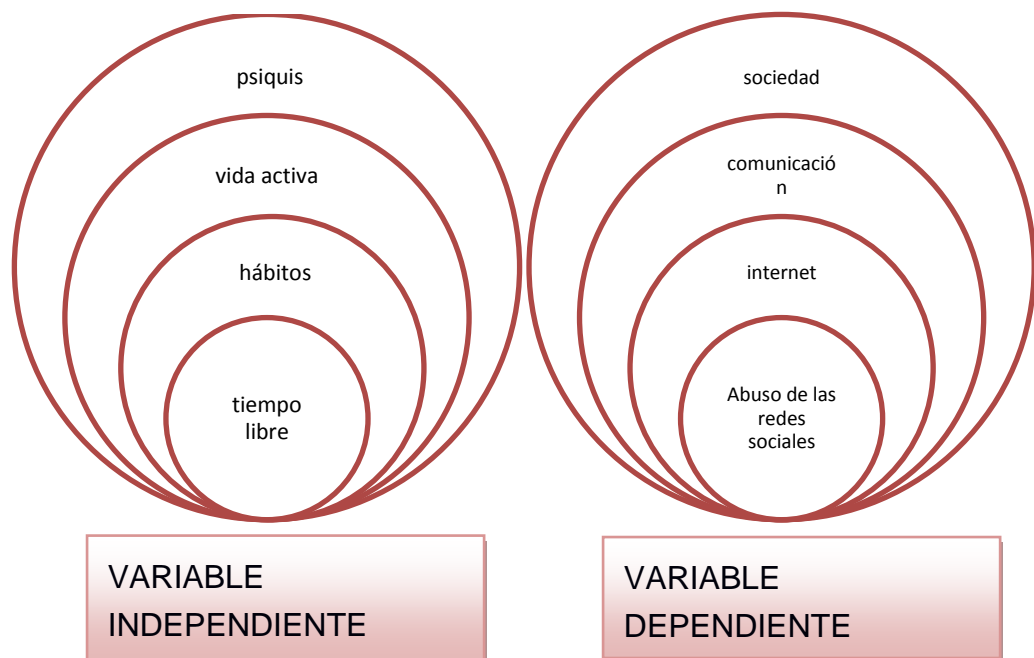 psiquis
vida activa
hábitos
tiempo
libre
VARIABLE
INDEPENDIENTE
sociedad
comunicació
n
internet
Abuso de las
redes
sociales
VARIABLE
DEPENDIENTE